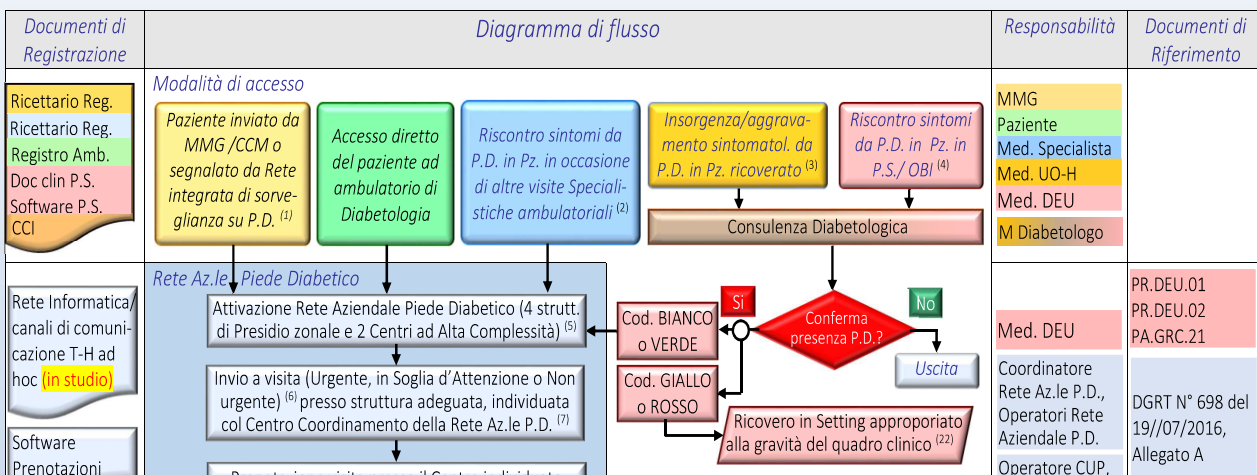 Documenti di
Registrazione
Diagramma di flusso
Responsabilità
Documenti di
Riferimento
Ricettario Reg.
Ricettario Reg.
Registro Amb.
Doc clin P.S.
Software P.S.
CCI
Modalità di accesso
Paziente inviato da
MMG /CCM o
segnalato da Rete
integrata di sorve-
glianza su P.D. (1)
Accesso diretto
del paziente ad
ambulatorio di
Diabetologia
Riscontro sintomi da
P.D. in Pz. in occasione
di altre visite Speciali-
stiche ambulatoriali (2)
Insorgenza/aggrava-
mento sintomatol. da
P.D. in Pz. ricoverato (3)
Riscontro sintomi
da P.D. in Pz. in
P.S./ OBI (4)
Consulenza Diabetologica
MMG
Paziente
Med. Specialista
Med. UO-H
Med. DEU
M Diabetologo
Rete Informatica/
canali di comuni-
cazione T-H ad
hoc (in studio)
Software
Prenotazioni
Rete Az.le Piede Diabetico
Attivazione Rete Aziendale Piede Diabetico (4 strutt.
di Presidio zonale e 2 Centri ad Alta Complessità) (5)
Invio a visita (Urgente, in Soglia d'Attenzione o Non
urgente) (6) presso struttura adeguata, individuata
col Centro Coordinamento della Rete Az.le P.D. (7)
Cod. BIANCO
o VERDE
Si
Conferma
presenza P.D.?
No
Uscita
Cod. GIALLO
o ROSSO
Ricovero in Setting approporiato
alla gravità del quadro clinico (22)
Med. DEU
Coordinatore
Rete Az.le P.D.,
Operatori Rete
Aziendale P.D.
Operatore CUP,
PR.DEU.01
PR.DEU.02
PA.GRC.21
DGRT N° 698 del
19//07/2016,
Allegato A